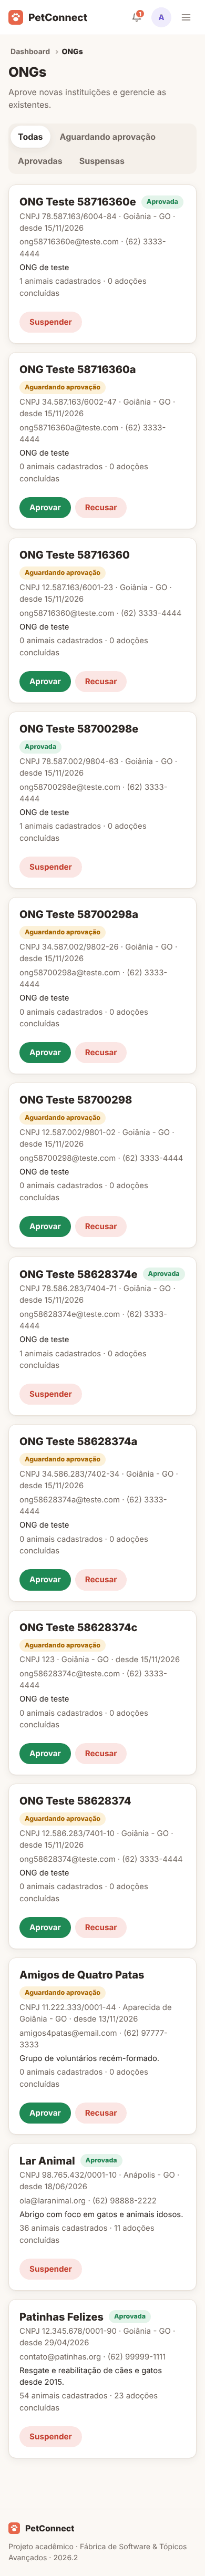 PetConnect
1
A
Dashboard › ONGs
ONGs
Aprove novas instituições e gerencie as
existentes.
Todas
Aguardando aprovação
Aprovadas
Suspensas
ONG Teste 58716360e
Aprovada
CNPJ 78.587.163/6004-84 · Goiânia - GO ·
desde 15/11/2026
ong58716360e@teste.com · (62) 3333-
4444
ONG de teste
1 animais cadastrados · 0 adoções
concluídas
Suspender
ONG Teste 58716360a
Aguardando aprovação
CNPJ 34.587.163/6002-47 · Goiânia - GO ·
desde 15/11/2026
ong58716360a@teste.com · (62) 3333-
4444
ONG de teste
0 animais cadastrados · 0 adoções
concluídas
Aprovar
Recusar
ONG Teste 58716360
Aguardando aprovação
CNPJ 12.587.163/6001-23 · Goiânia - GO ·
desde 15/11/2026
ong58716360@teste.com · (62) 3333-4444
ONG de teste
0 animais cadastrados · 0 adoções
concluídas
Aprovar
Recusar
ONG Teste 58700298e
Aprovada
CNPJ 78.587.002/9804-63 · Goiânia - GO ·
desde 15/11/2026
ong58700298e@teste.com · (62) 3333-
4444
ONG de teste
1 animais cadastrados · 0 adoções
concluídas
Suspender
ONG Teste 58700298a
Aguardando aprovação
CNPJ 34.587.002/9802-26 · Goiânia - GO ·
desde 15/11/2026
ong58700298a@teste.com · (62) 3333-
4444
ONG de teste
0 animais cadastrados · 0 adoções
concluídas
Aprovar
Recusar
ONG Teste 58700298
Aguardando aprovação
CNPJ 12.587.002/9801-02 · Goiânia - GO ·
desde 15/11/2026
ong58700298@teste.com · (62) 3333-4444
ONG de teste
0 animais cadastrados · 0 adoções
concluídas
Aprovar
Recusar
ONG Teste 58628374e
Aprovada
CNPJ 78.586.283/7404-71 · Goiânia - GO ·
desde 15/11/2026
ong58628374e@teste.com · (62) 3333-
4444
ONG de teste
1 animais cadastrados · 0 adoções
concluídas
Suspender
ONG Teste 58628374a
Aguardando aprovação
CNPJ 34.586.283/7402-34 · Goiânia - GO ·
desde 15/11/2026
ong58628374a@teste.com · (62) 3333-
4444
ONG de teste
0 animais cadastrados · 0 adoções
concluídas
Aprovar
Recusar
ONG Teste 58628374c
Aguardando aprovação
CNPJ 123 · Goiânia - GO · desde 15/11/2026
ong58628374c@teste.com · (62) 3333-
4444
ONG de teste
0 animais cadastrados · 0 adoções
concluídas
Aprovar
Recusar
ONG Teste 58628374
Aguardando aprovação
CNPJ 12.586.283/7401-10 · Goiânia - GO ·
desde 15/11/2026
ong58628374@teste.com · (62) 3333-4444
ONG de teste
0 animais cadastrados · 0 adoções
concluídas
Aprovar
Recusar
Amigos de Quatro Patas
Aguardando aprovação
CNPJ 11.222.333/0001-44 · Aparecida de
Goiânia - GO · desde 13/11/2026
amigos4patas@email.com · (62) 97777-
3333
Grupo de voluntários recém-formado.
0 animais cadastrados · 0 adoções
concluídas
Aprovar
Recusar
Lar Animal
Aprovada
CNPJ 98.765.432/0001-10 · Anápolis - GO ·
desde 18/06/2026
ola@laranimal.org · (62) 98888-2222
Abrigo com foco em gatos e animais idosos.
36 animais cadastrados · 11 adoções
concluídas
Suspender
Patinhas Felizes
Aprovada
CNPJ 12.345.678/0001-90 · Goiânia - GO ·
desde 29/04/2026
contato@patinhas.org · (62) 99999-1111
Resgate e reabilitação de cães e gatos
desde 2015.
54 animais cadastrados · 23 adoções
concluídas
Suspender
PetConnect
Projeto acadêmico · Fábrica de Software & Tópicos
Avançados · 2026.2